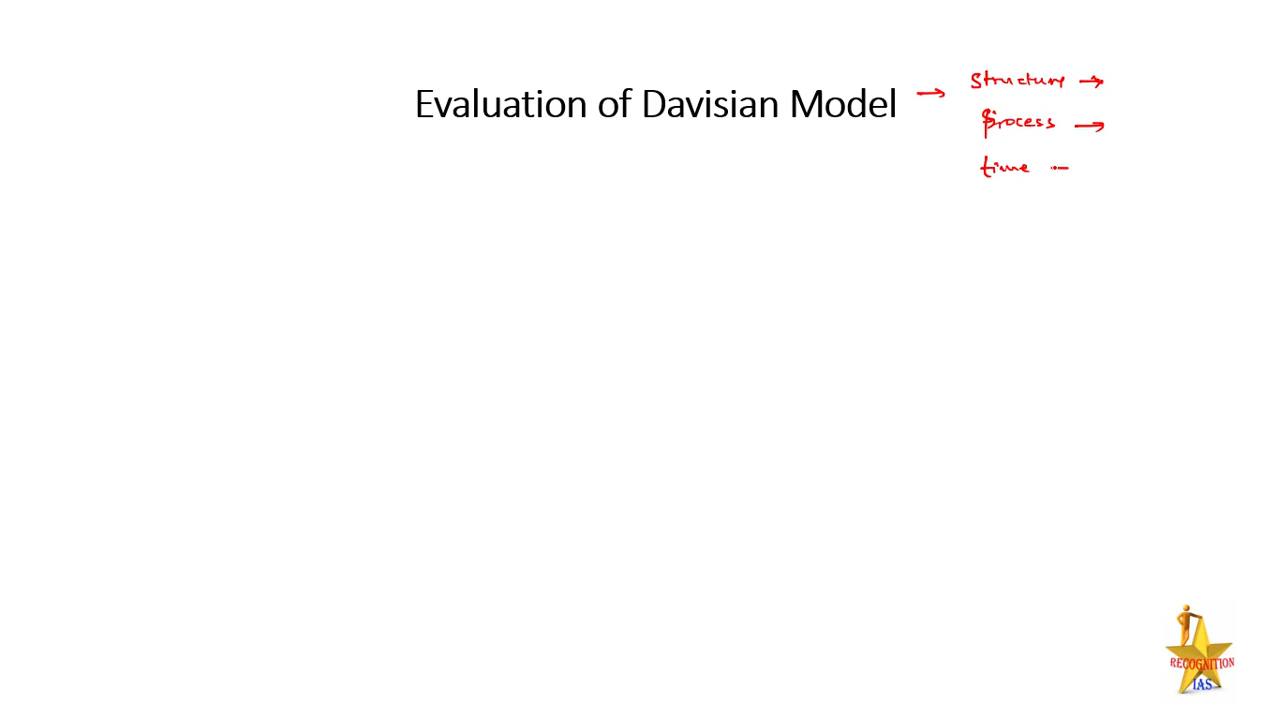 Evaluation of Davisian Model → Structure →
Process →
time
RECOGNITION
IAS